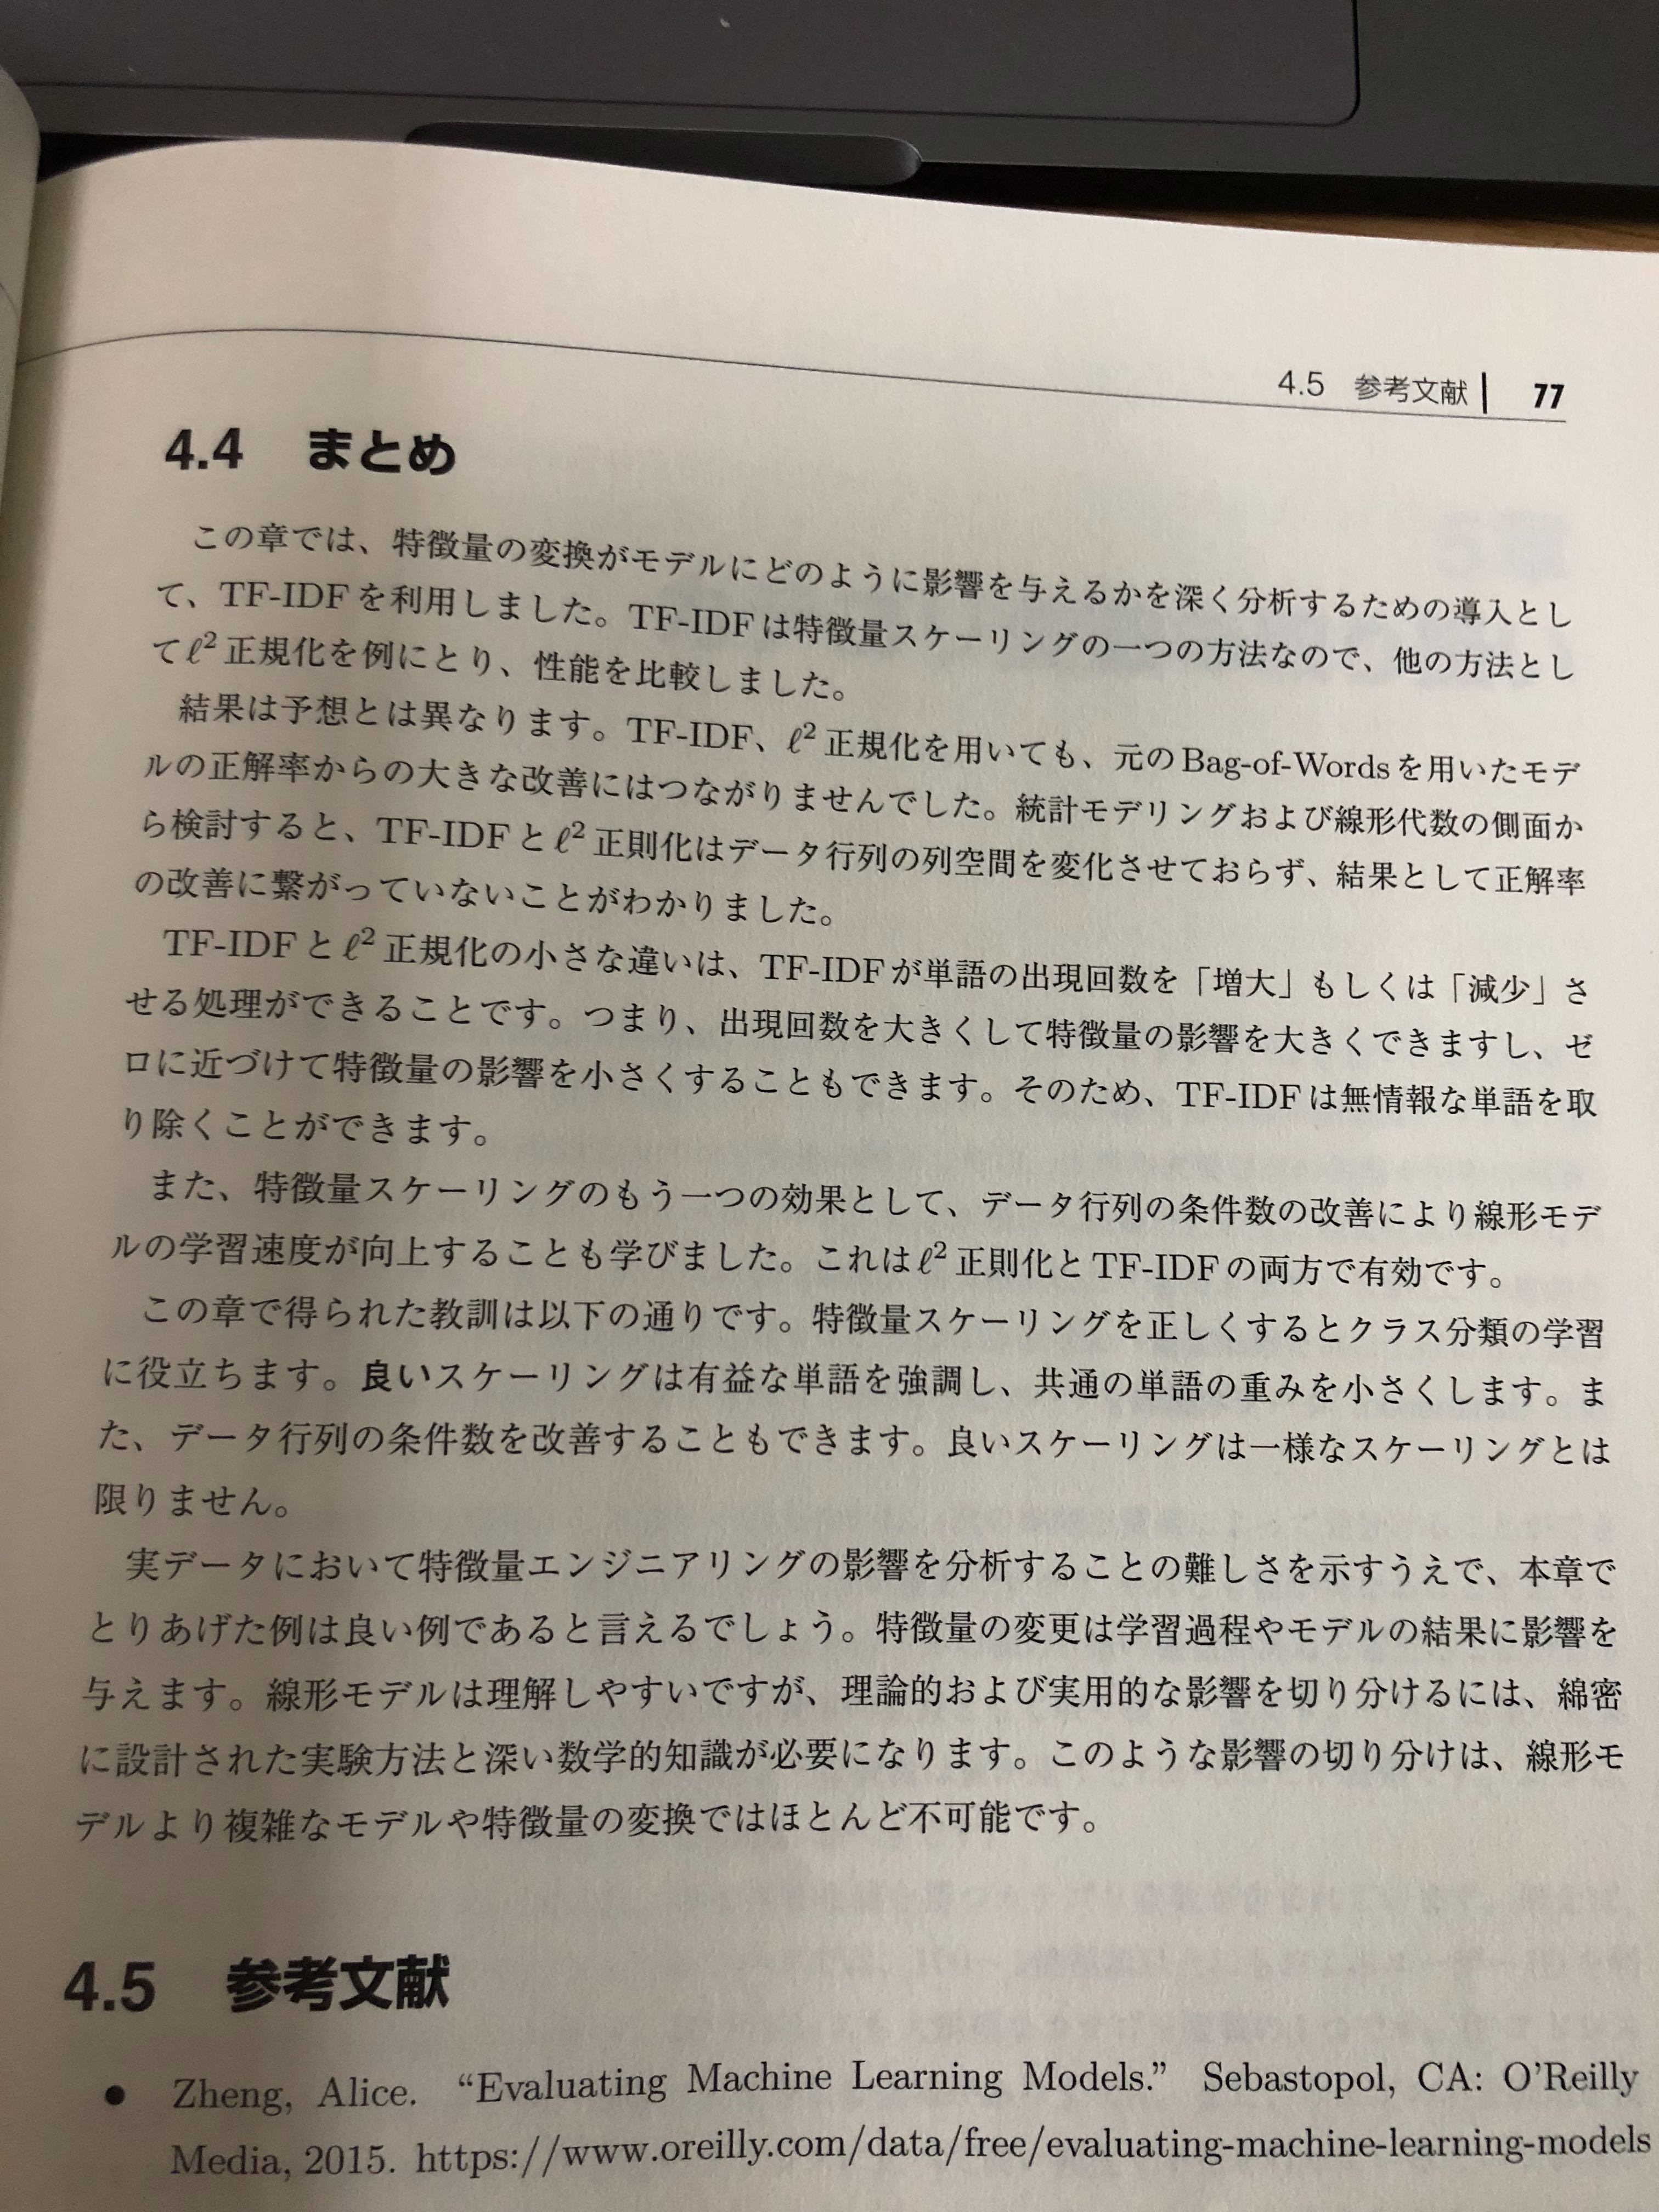 4.5 参考文献 | 77
4.4 まとめ
この章では、特徴量の変換がモデルにどのように影響を与えるかを深く分析するための導入とし
て、TF-IDFを利用しました。TF-IDFは特徴量スケーリングの一つの方法なので、他の方法とし
てℓ²正規化を例にとり、性能を比較しました。
結果は予想とは異なります。TF-IDF、ℓ²正規化を用いても、元のBag-of-Wordsを用いたモデ
ルの正解率からの大きな改善にはつながりませんでした。統計モデリングおよび線形代数の側面か
ら検討すると、TF-IDFとℓ²正則化はデータ行列の列空間を変化させておらず、結果として正解率
の改善に繋がっていないことがわかりました。
TF-IDFとℓ²正規化の小さな違いは、TF-IDFが単語の出現回数を「増大」もしくは「減少」さ
せる処理ができることです。つまり、出現回数を大きくして特徴量の影響を大きくできますし、ゼ
ロに近づけて特徴量の影響を小さくすることもできます。そのため、TF-IDFは無情報な単語を取
り除くことができます。
また、特徴量スケーリングのもう一つの効果として、データ行列の条件数の改善により線形モデ
ルの学習速度が向上することも学びました。これはℓ²正則化とTF-IDFの両方で有効です。
この章で得られた教訓は以下の通りです。特徴量スケーリングを正しくするとクラス分類の学習
に役立ちます。良いスケーリングは有益な単語を強調し、共通の単語の重みを小さくします。ま
た、データ行列の条件数を改善することもできます。良いスケーリングは一様なスケーリングとは
限りません。
実データにおいて特徴量エンジニアリングの影響を分析することの難しさを示すうえで、本章で
とりあげた例は良い例であると言えるでしょう。特徴量の変更は学習過程やモデルの結果に影響を
与えます。線形モデルは理解しやすいですが、理論的および実用的な影響を切り分けるには、綿密
に設計された実験方法と深い数学的知識が必要になります。このような影響の切り分けは、線形モ
デルより複雑なモデルや特徴量の変換ではほとんど不可能です。
4.5 参考文献
● Zheng, Alice. “Evaluating Machine Learning Models.” Sebastopol, CA: O'Reilly
Media, 2015. https://www.oreilly.com/data/free/evaluating-machine-learning-models